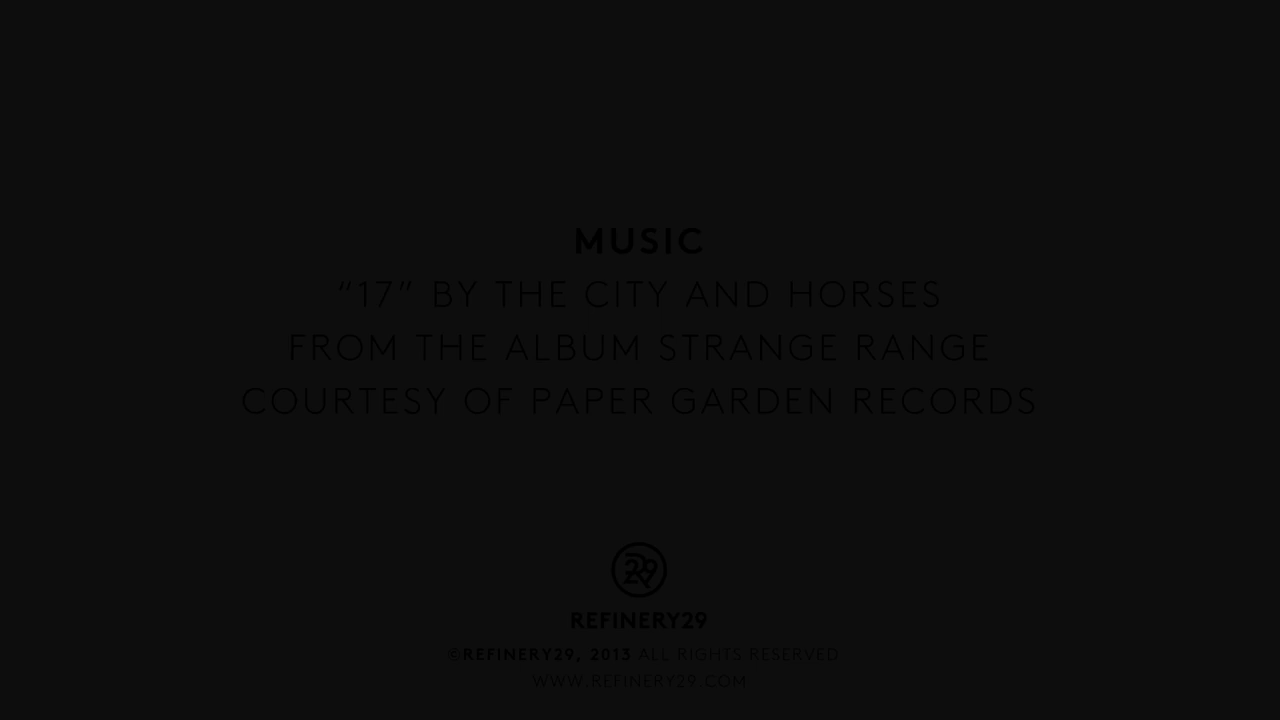 MUSIC
“17” BY THE CITY AND HORSES
FROM THE ALBUM STRANGE RANGE
COURTESY OF PAPER GARDEN RECORDS
R29
REFINERY29
©REFINERY29, 2013 ALL RIGHTS RESERVED
WWW.REFINERY29.COM